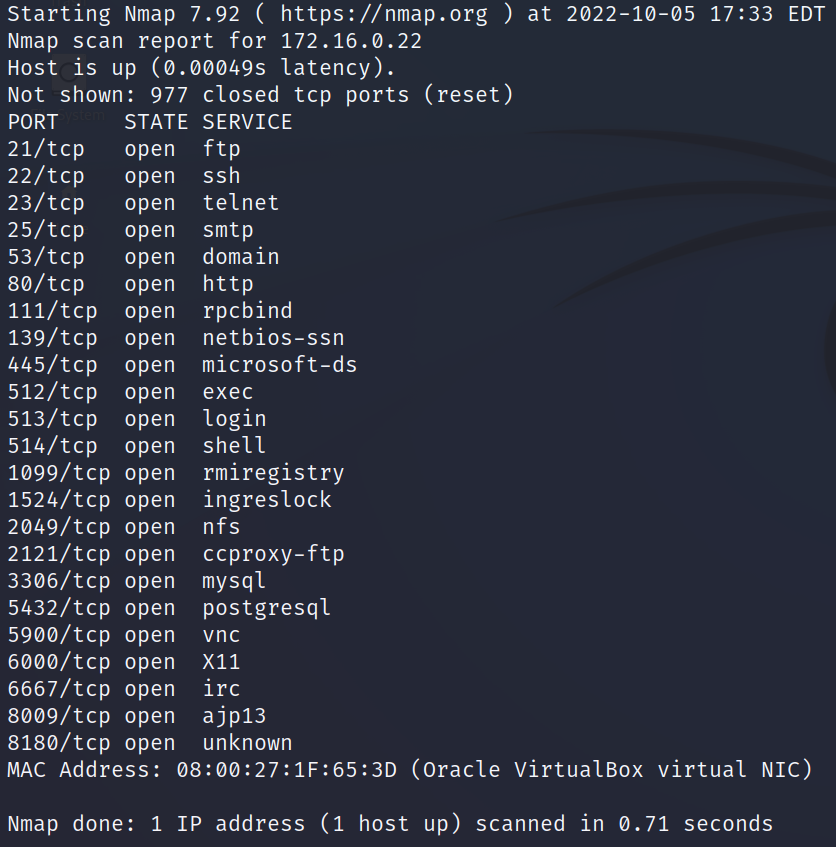 Starting Nmap 7.92 ( https://nmap.org ) at 2022-10-05 17:33 EDT
Nmap scan report for 172.16.0.22
Host is up (0.00049s latency).
Not shown: 977 closed tcp ports (reset)
PORT     STATE SERVICE
21/tcp   open  ftp
22/tcp   open  ssh
23/tcp   open  telnet
25/tcp   open  smtp
53/tcp   open  domain
80/tcp   open  http
111/tcp  open  rpcbind
139/tcp  open  netbios-ssn
445/tcp  open  microsoft-ds
512/tcp  open  exec
513/tcp  open  login
514/tcp  open  shell
1099/tcp open  rmiregistry
1524/tcp open  ingreslock
2049/tcp open  nfs
2121/tcp open  ccproxy-ftp
3306/tcp open  mysql
5432/tcp open  postgresql
5900/tcp open  vnc
6000/tcp open  X11
6667/tcp open  irc
8009/tcp open  ajp13
8180/tcp open  unknown
MAC Address: 08:00:27:1F:65:3D (Oracle VirtualBox virtual NIC)

Nmap done: 1 IP address (1 host up) scanned in 0.71 seconds